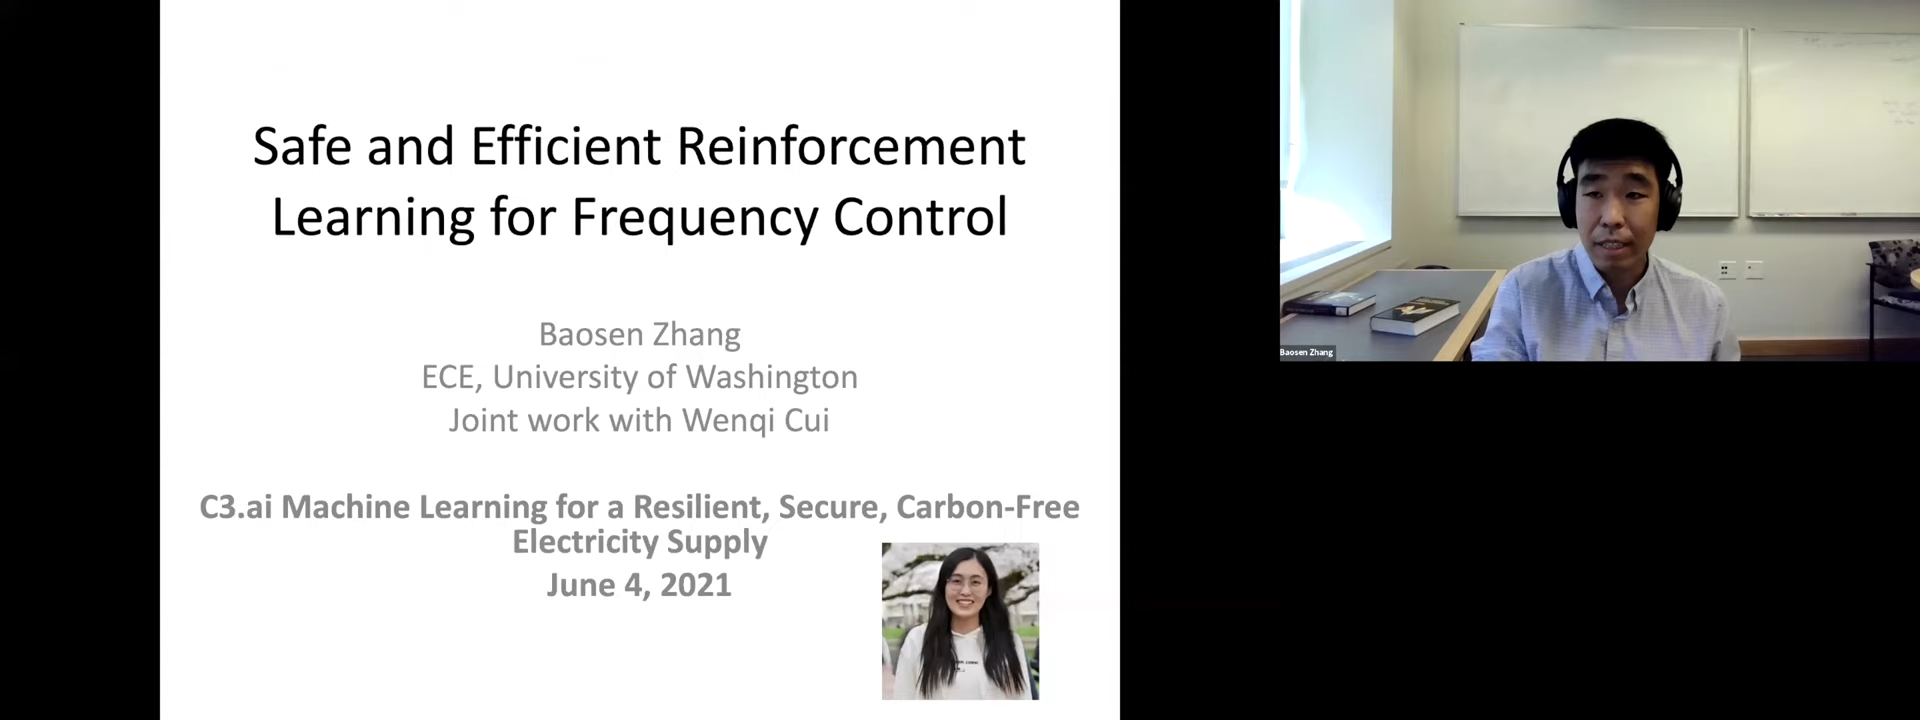 Safe and Efficient Reinforcement
Learning for Frequency Control
Baosen Zhang
ECE, University of Washington
Joint work with Wenqi Cui
C3.ai Machine Learning for a Resilient, Secure, Carbon-Free
Electricity Supply
June 4, 2021
Baosen Zhang